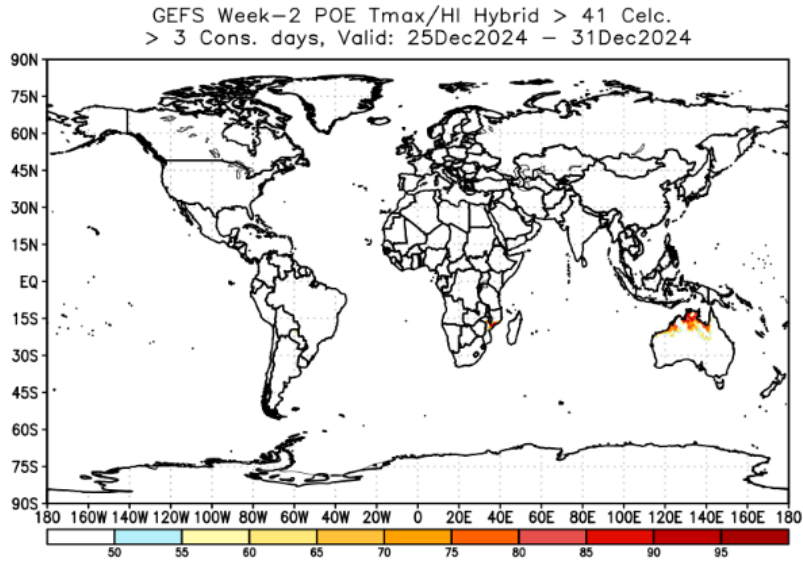 GEFS Week-2 POE Tmax/HI Hybrid > 41 Celc.
> 3 Cons. days, Valid: 25Dec2024 - 31Dec2024
90N
75N
60N
45N
30N
15N
EQ
15S
30S
45S
60S
75S
90S
180 160W 140W 120W 100W 80W 60W 40W 20W 0 20E 40E 60E 80E 100E 120E 140E 160E 180
50 55 60 65 70 75 80 85 90 95